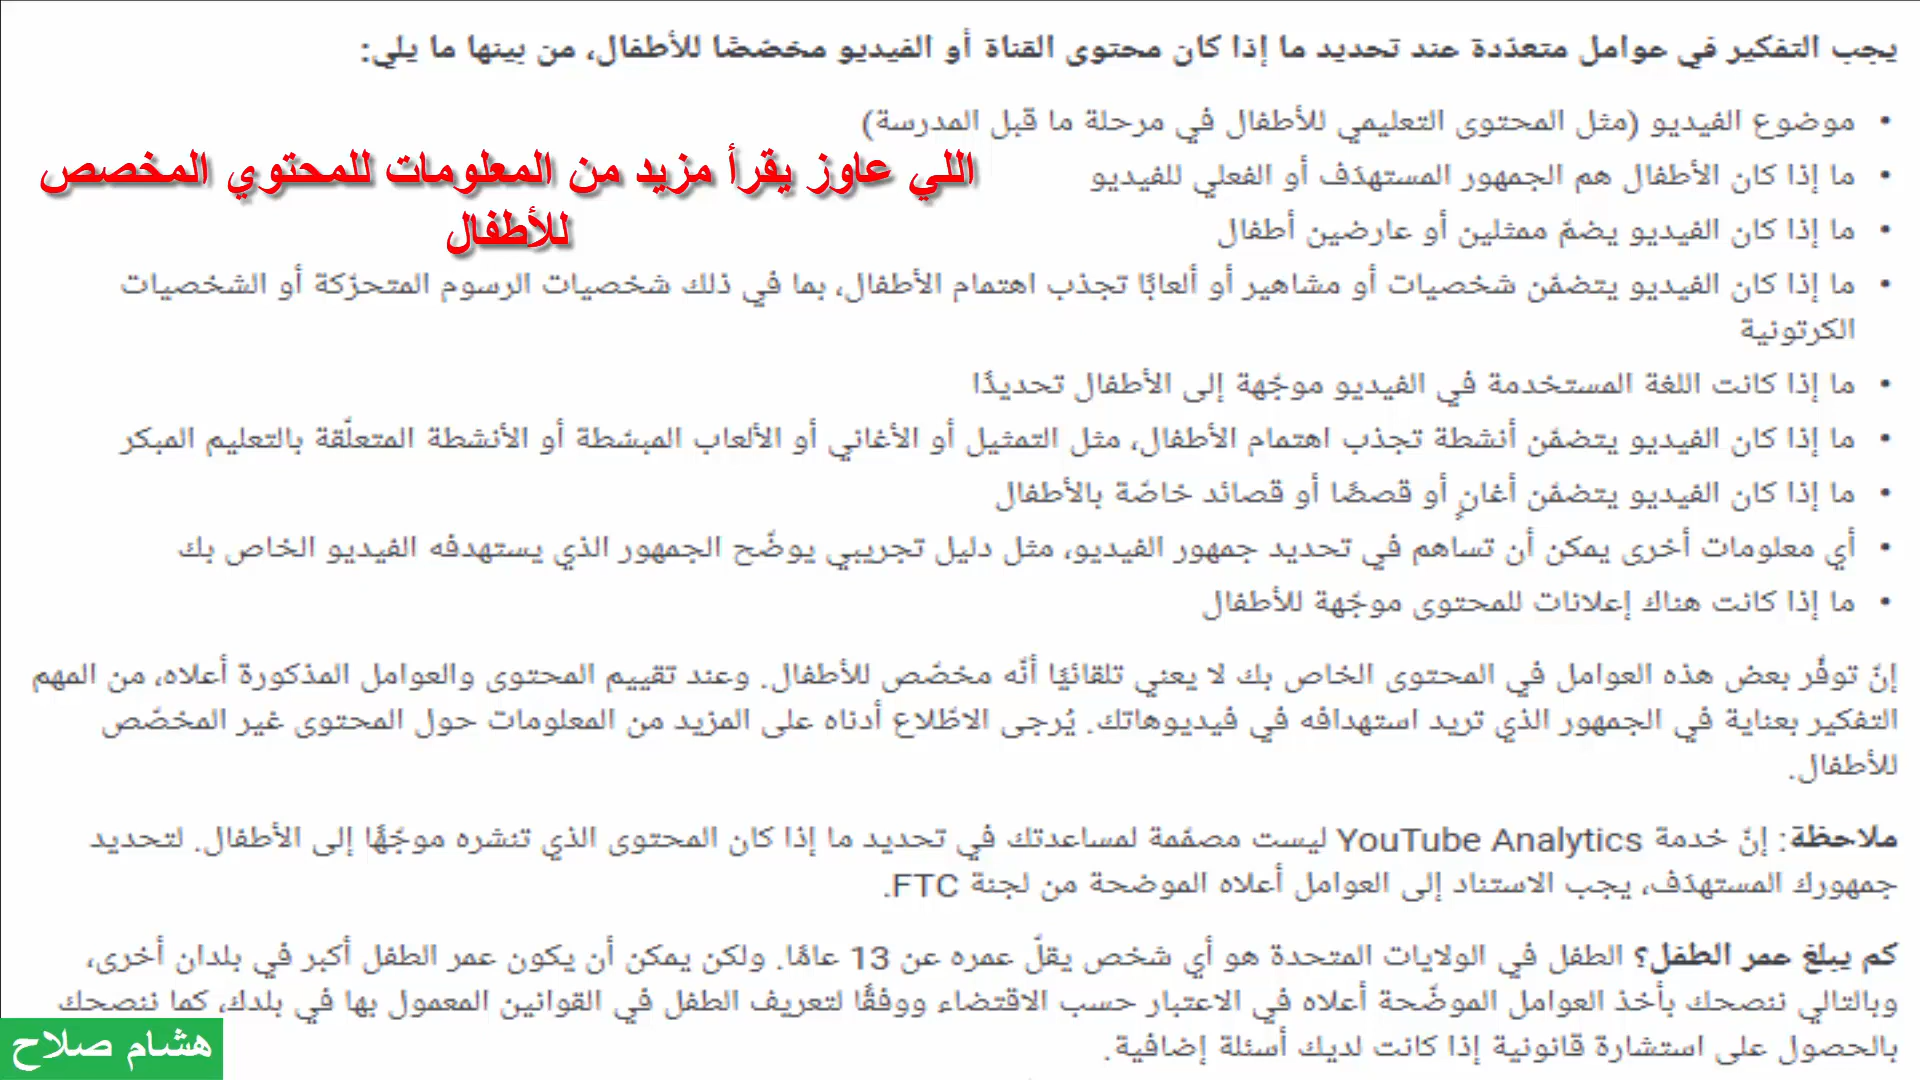 يجب التفكير في عوامل متعدّدة عند تحديد ما إذا كان محتوى القناة أو الفيديو مخصّصًا للأطفال، من بينها ما يلي:
• موضوع الفيديو (مثل المحتوى التعليمي للأطفال في مرحلة ما قبل المدرسة)
• ما إذا كان الأطفال هم الجمهور المستهدَف أو الفعلي للفيديو
اللي عاوز يقرأ مزيد من المعلومات للمحتوي المخصص
للأطفال
• ما إذا كان الفيديو يضمّ ممثلين أو عارضين أطفال
• ما إذا كان الفيديو يتضمّن شخصيات أو مشاهير أو ألعابًا تجذب اهتمام الأطفال، بما في ذلك شخصيات الرسوم المتحرّكة أو الشخصيات
الكرتونية
• ما إذا كانت اللغة المستخدمة في الفيديو موجّهة إلى الأطفال تحديدًا
• ما إذا كان الفيديو يتضمّن أنشطة تجذب اهتمام الأطفال، مثل التمثيل أو الأغاني أو الألعاب المبسّطة أو الأنشطة المتعلّقة بالتعليم المبكر
• ما إذا كان الفيديو يتضمّن أغانٍ أو قصصًا أو قصائد خاصّة بالأطفال
• أي معلومات أخرى يمكن أن تساهم في تحديد جمهور الفيديو، مثل دليل تجريبي يوضّح الجمهور الذي يستهدفه الفيديو الخاص بك
• ما إذا كانت هناك إعلانات للمحتوى موجّهة للأطفال
إنّ توفُّر بعض هذه العوامل في المحتوى الخاص بك لا يعني تلقائيًا أنّه مخصّص للأطفال. وعند تقييم المحتوى والعوامل المذكورة أعلاه، من المهم
التفكير بعناية في الجمهور الذي تريد استهدافه في فيديوهاتك. يُرجى الاطّلاع أدناه على المزيد من المعلومات حول المحتوى غير المخصّص
للأطفال.
ملاحظة: إنّ خدمة YouTube Analytics ليست مصمّمة لمساعدتك في تحديد ما إذا كان المحتوى الذي تنشره موجّهًا إلى الأطفال. لتحديد
جمهورك المستهدَف، يجب الاستناد إلى العوامل أعلاه الموضحة من لجنة FTC.
كم يبلغ عمر الطفل؟ الطفل في الولايات المتحدة هو أي شخص يقلّ عمره عن 13 عامًا. ولكن يمكن أن يكون عمر الطفل أكبر في بلدان أخرى،
وبالتالي ننصحك بأخذ العوامل الموضّحة أعلاه في الاعتبار حسب الاقتضاء ووفقًا لتعريف الطفل في القوانين المعمول بها في بلدك، كما ننصحك
بالحصول على استشارة قانونية إذا كانت لديك أسئلة إضافية.
هشام صلاح